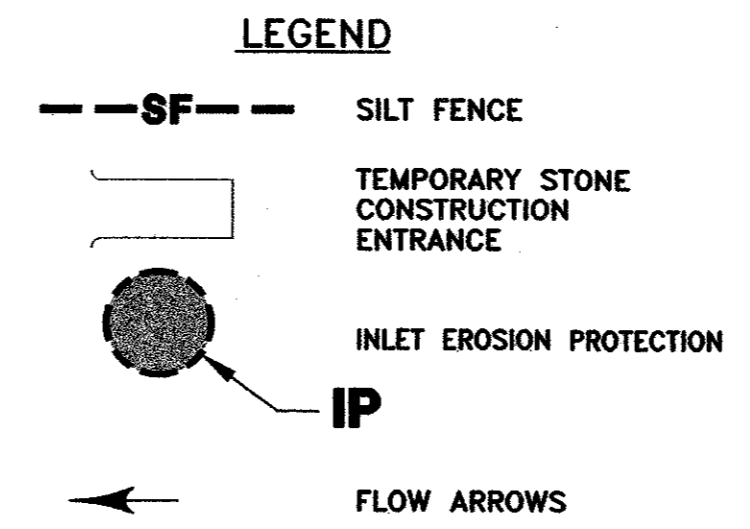 LEGEND
SF SILT FENCE
TEMPORARY STONE
CONSTRUCTION
ENTRANCE
INLET EROSION PROTECTION
IP
FLOW ARROWS